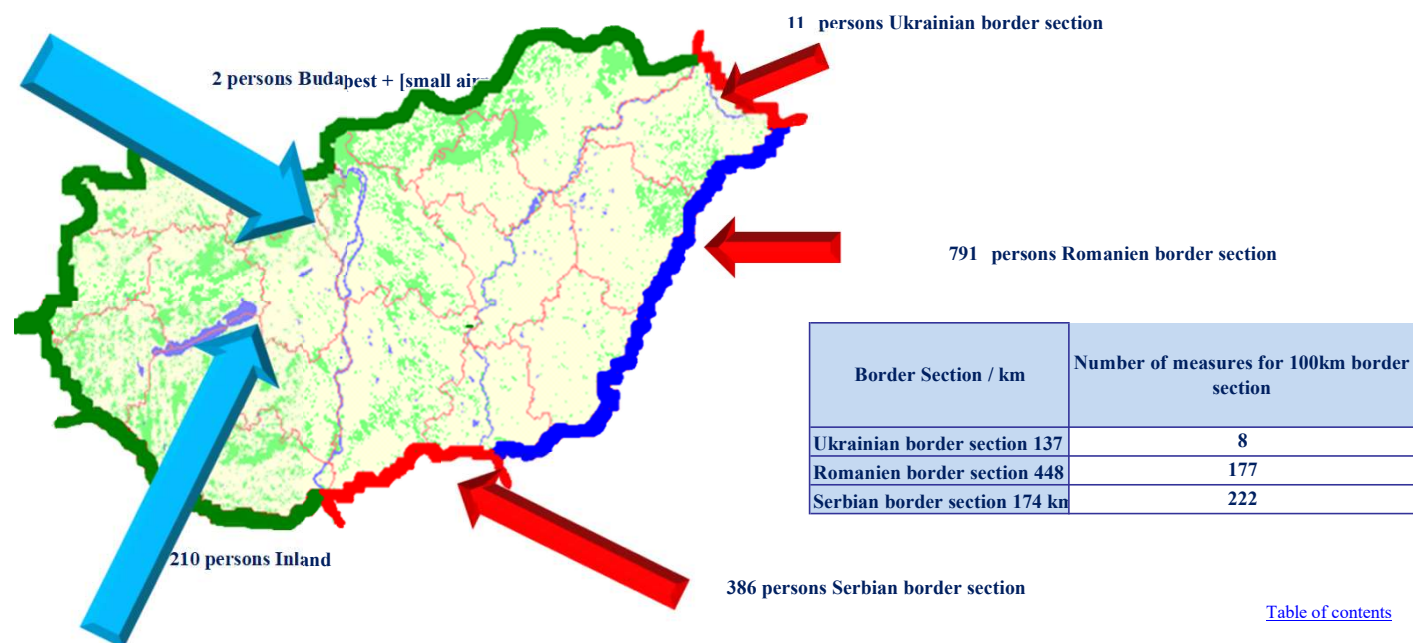 11 persons Ukrainian border section
2 persons Budapest + [small air
791 persons Romanien border section
Border Section / km
Number of measures for 100km border
section
Ukrainian border section 137
8
Romanien border section 448
177
Serbian border section 174 km
222
210 persons Inland
386 persons Serbian border section
Table of contents